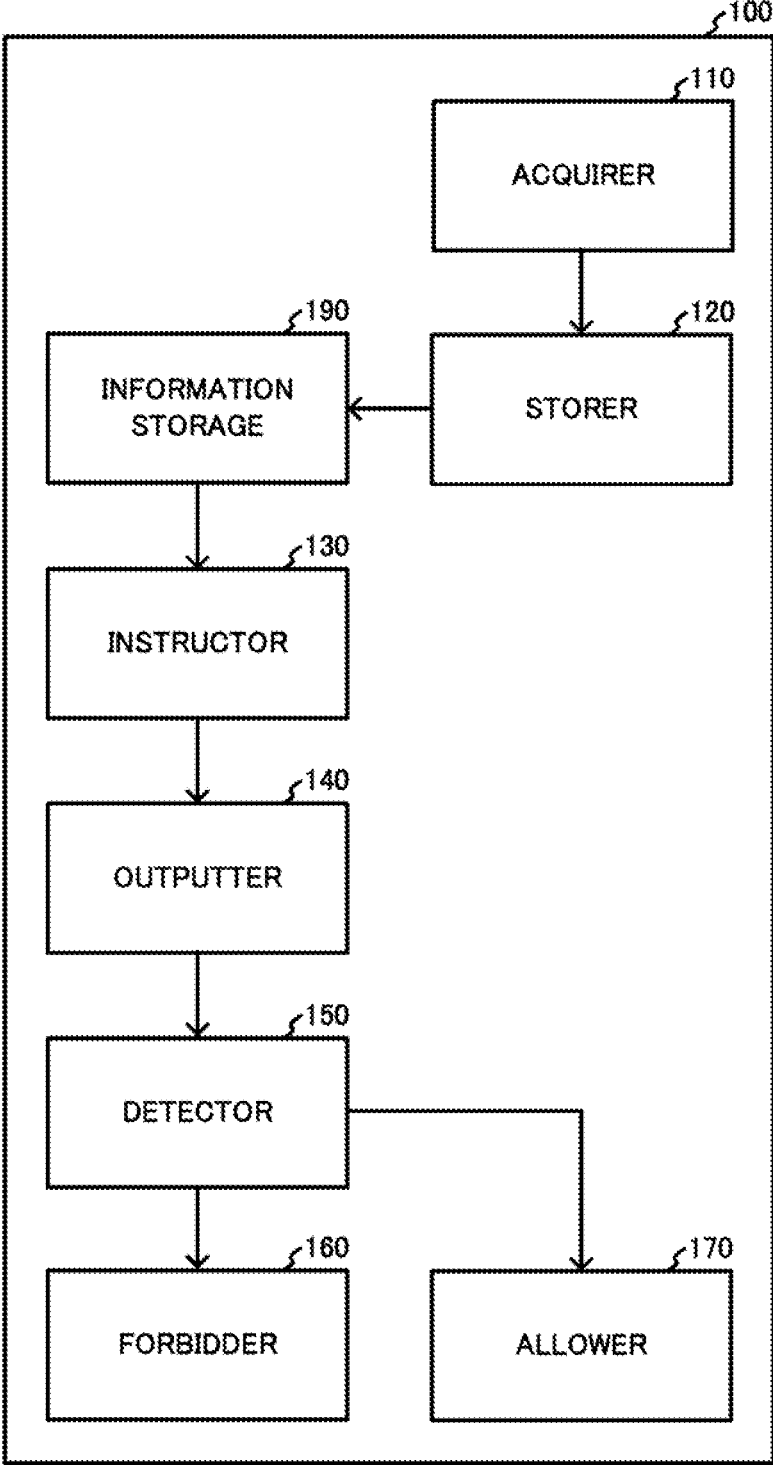 100
110
ACQUIRER
190
INFORMATION
STORAGE
120
STORER
130
INSTRUCTOR
140
OUTPUTTER
150
DETECTOR
160
FORBIDDER
170
ALLOWER